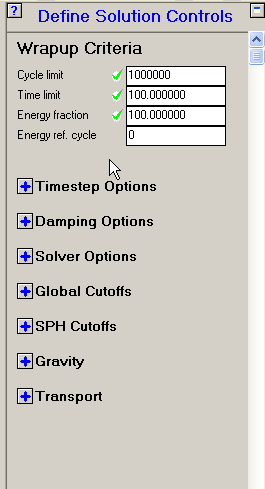 ? Define Solution Controls
Wrapup Criteria
Cycle limit 1000000
Time limit 100.000000
Energy fraction 100.000000
Energy ref. cycle 0
Timestep Options
Damping Options
Solver Options
Global Cutoffs
SPH Cutoffs
Gravity
Transport